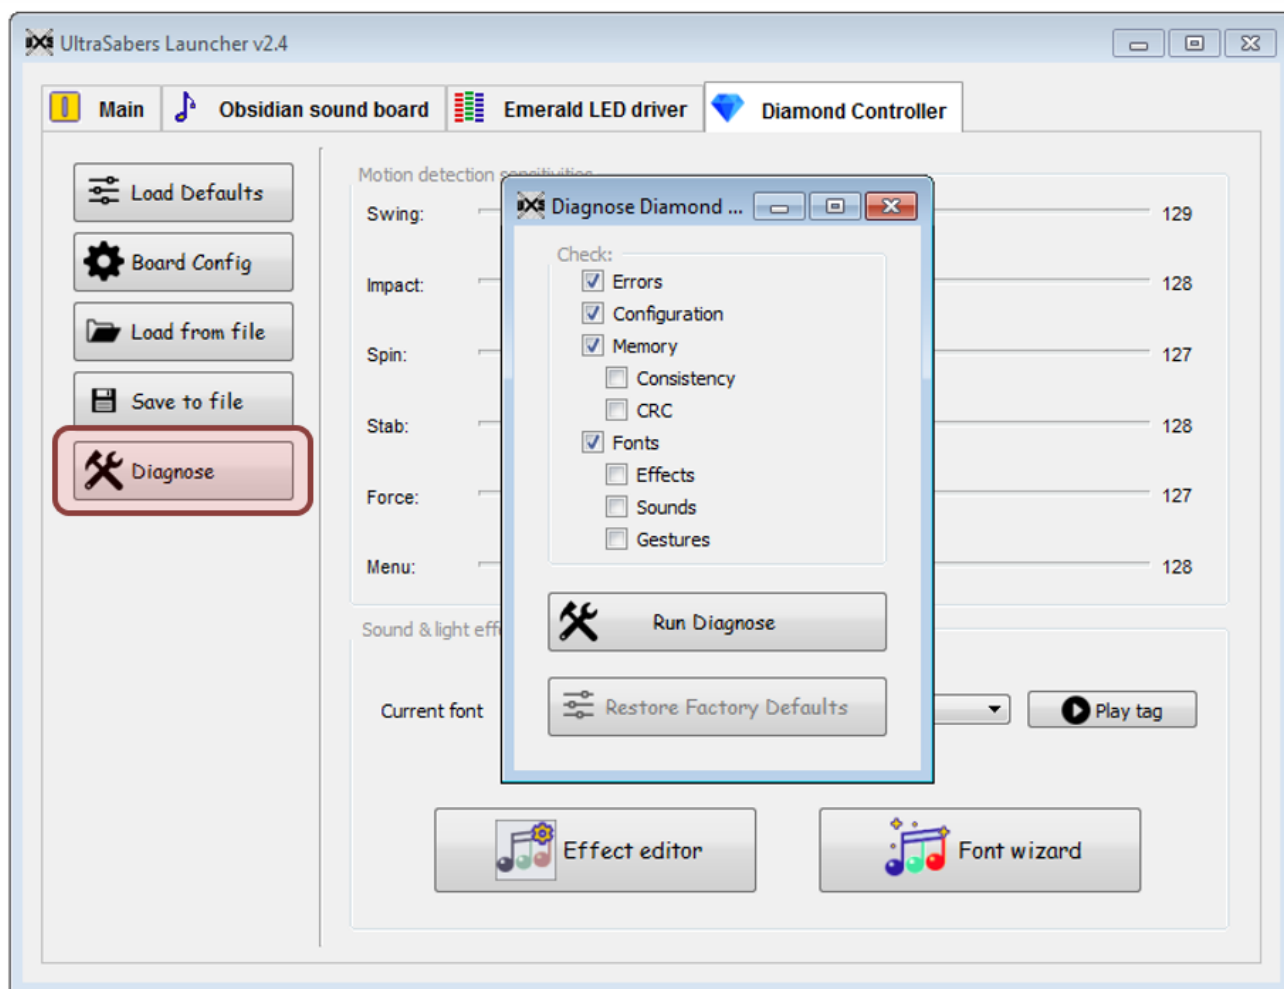 UltraSabers Launcher v2.4
Main
Obsidian sound board
Emerald LED driver
Diamond Controller
Load Defaults
Board Config
Load from file
Save to file
Diagnose
Motion detection sensitivities
Swing:
129
Impact:
128
Spin:
127
Stab:
128
Force:
127
Menu:
128
Diagnose Diamond ...
Check:
Errors
Configuration
Memory
Consistency
CRC
Fonts
Effects
Sounds
Gestures
Run Diagnose
Restore Factory Defaults
Sound & light eff
Current font
Play tag
Effect editor
Font wizard